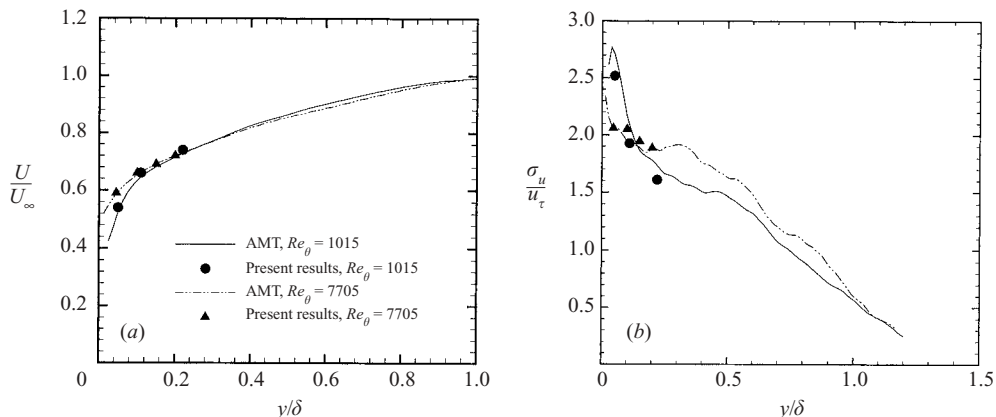 1.2
1.0
0.8
0.6
0.4
0.2
0
U
U∞
0.2
0.4
0.6
0.8
1.0
y/δ
(a)
AMT, Reθ = 1015
Present results, Reθ = 1015
AMT, Reθ = 7705
Present results, Reθ = 7705
3.0
2.5
2.0
1.5
1.0
0.5
σu
uτ
0
0.5
1.0
1.5
y/δ
(b)